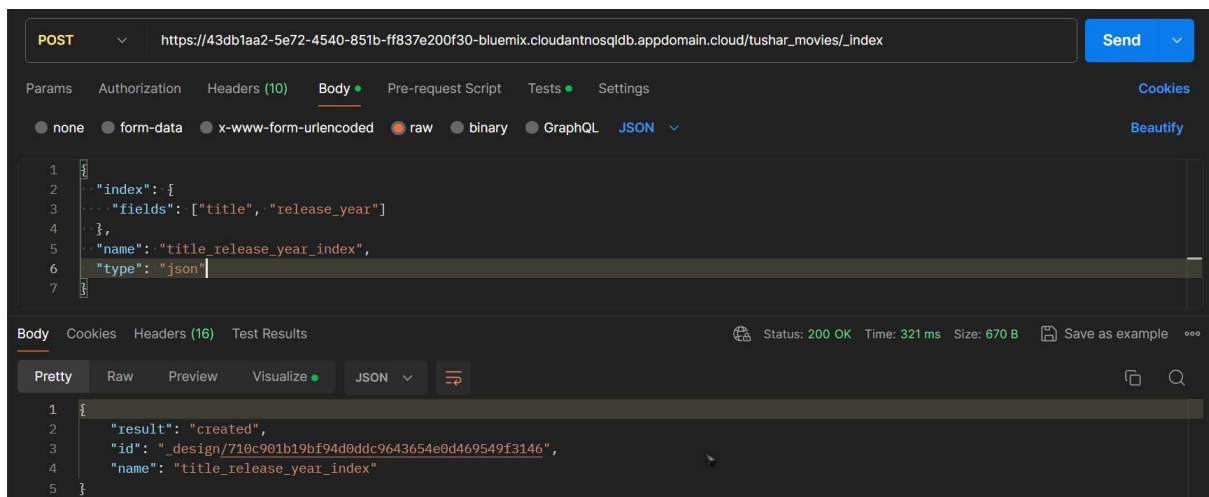 POST https://43db1aa2-5e72-4540-851b-ff837e200f30-bluemix.cloudantnosqldb.appdomain.cloud/tushar_movies/_index Send
Params Authorization Headers (10) Body Pre-request Script Tests Settings Cookies
none form-data x-www-form-urlencoded raw binary GraphQL JSON Beautify
1 {
2 "index": {
3 "fields": ["title", "release_year"]
4 },
5 "name": "title_release_year_index",
6 "type": "json"
7 }
Body Cookies Headers (16) Test Results Status: 200 OK Time: 321 ms Size: 670 B Save as example
Pretty Raw Preview Visualize JSON
1 {
2 "result": "created",
3 "id": "_design/710c901b19bf94d0ddc9643654e0d469549f3146",
4 "name": "title_release_year_index"
5 }